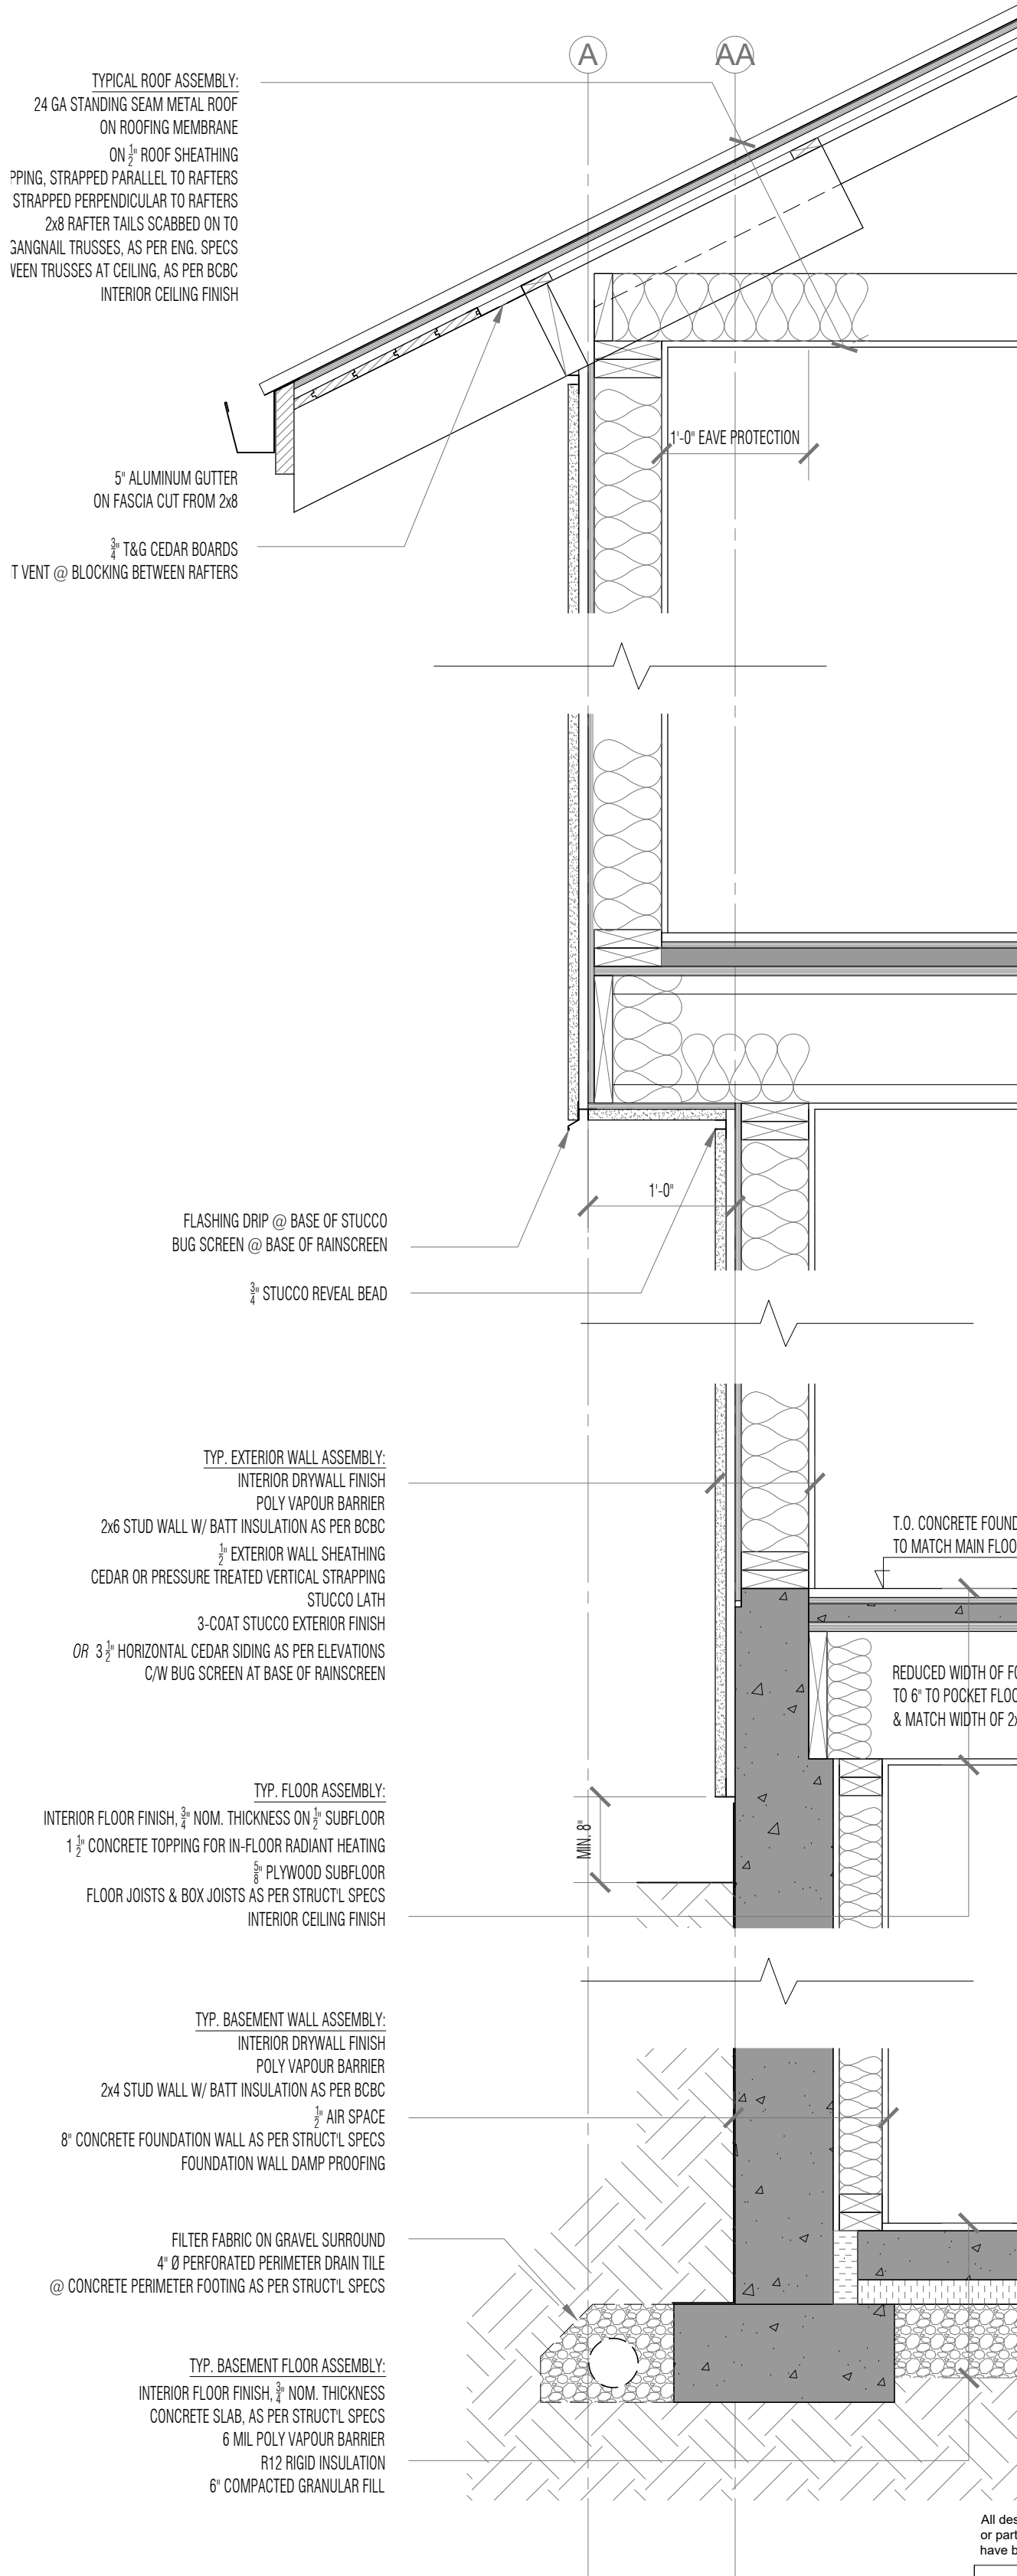 A
AA
TYPICAL ROOF ASSEMBLY:
24 GA STANDING SEAM METAL ROOF
ON ROOFING MEMBRANE
ON 1/2" ROOF SHEATHING
STRAPPED PARALLEL TO RAFTERS
STRAPPED PERPENDICULAR TO RAFTERS
2x8 RAFTER TAILS SCABBED ON TO
GANGNAIL TRUSSES, AS PER ENG. SPECS
TRUSSES AT CEILING, AS PER BCBC
INTERIOR CEILING FINISH
1'-0" EAVE PROTECTION
5" ALUMINUM GUTTER
ON FASCIA CUT FROM 2x8
3/4" T&G CEDAR BOARDS
VENT @ BLOCKING BETWEEN RAFTERS
1'-0"
FLASHING DRIP @ BASE OF STUCCO
BUG SCREEN @ BASE OF RAINSCREEN
3/4" STUCCO REVEAL BEAD
TYP. EXTERIOR WALL ASSEMBLY:
INTERIOR DRYWALL FINISH
POLY VAPOUR BARRIER
2x6 STUD WALL W/ BATT INSULATION AS PER BCBC
1/2" EXTERIOR WALL SHEATHING
CEDAR OR PRESSURE TREATED VERTICAL STRAPPING
STUCCO LATH
3-COAT STUCCO EXTERIOR FINISH
OR 3 1/2" HORIZONTAL CEDAR SIDING AS PER ELEVATIONS
C/W BUG SCREEN AT BASE OF RAINSCREEN
T.O. CONCRETE
TO MATCH MAIN
REDUCED WIDTH OF
TO 6" TO POCKET
& MATCH WIDTH OF
TYP. FLOOR ASSEMBLY:
INTERIOR FLOOR FINISH, 3/4" NOM. THICKNESS ON 1/2" SUBFLOOR
1 1/2" CONCRETE TOPPING FOR IN-FLOOR RADIANT HEATING
5/8" PLYWOOD SUBFLOOR
FLOOR JOISTS & BOX JOISTS AS PER STRUCT'L SPECS
INTERIOR CEILING FINISH
MIN. 8"
TYP. BASEMENT WALL ASSEMBLY:
INTERIOR DRYWALL FINISH
POLY VAPOUR BARRIER
2x4 STUD WALL W/ BATT INSULATION AS PER BCBC
1/2" AIR SPACE
8" CONCRETE FOUNDATION WALL AS PER STRUCT'L SPECS
FOUNDATION WALL DAMP PROOFING
FILTER FABRIC ON GRAVEL SURROUND
4" Ø PERFORATED PERIMETER DRAIN TILE
@ CONCRETE PERIMETER FOOTING AS PER STRUCT'L SPECS
TYP. BASEMENT FLOOR ASSEMBLY:
INTERIOR FLOOR FINISH, 3/4" NOM. THICKNESS
CONCRETE SLAB, AS PER STRUCT'L SPECS
6 MIL POLY VAPOUR BARRIER
R12 RIGID INSULATION
6" COMPACTED GRANULAR FILL
All
or
have